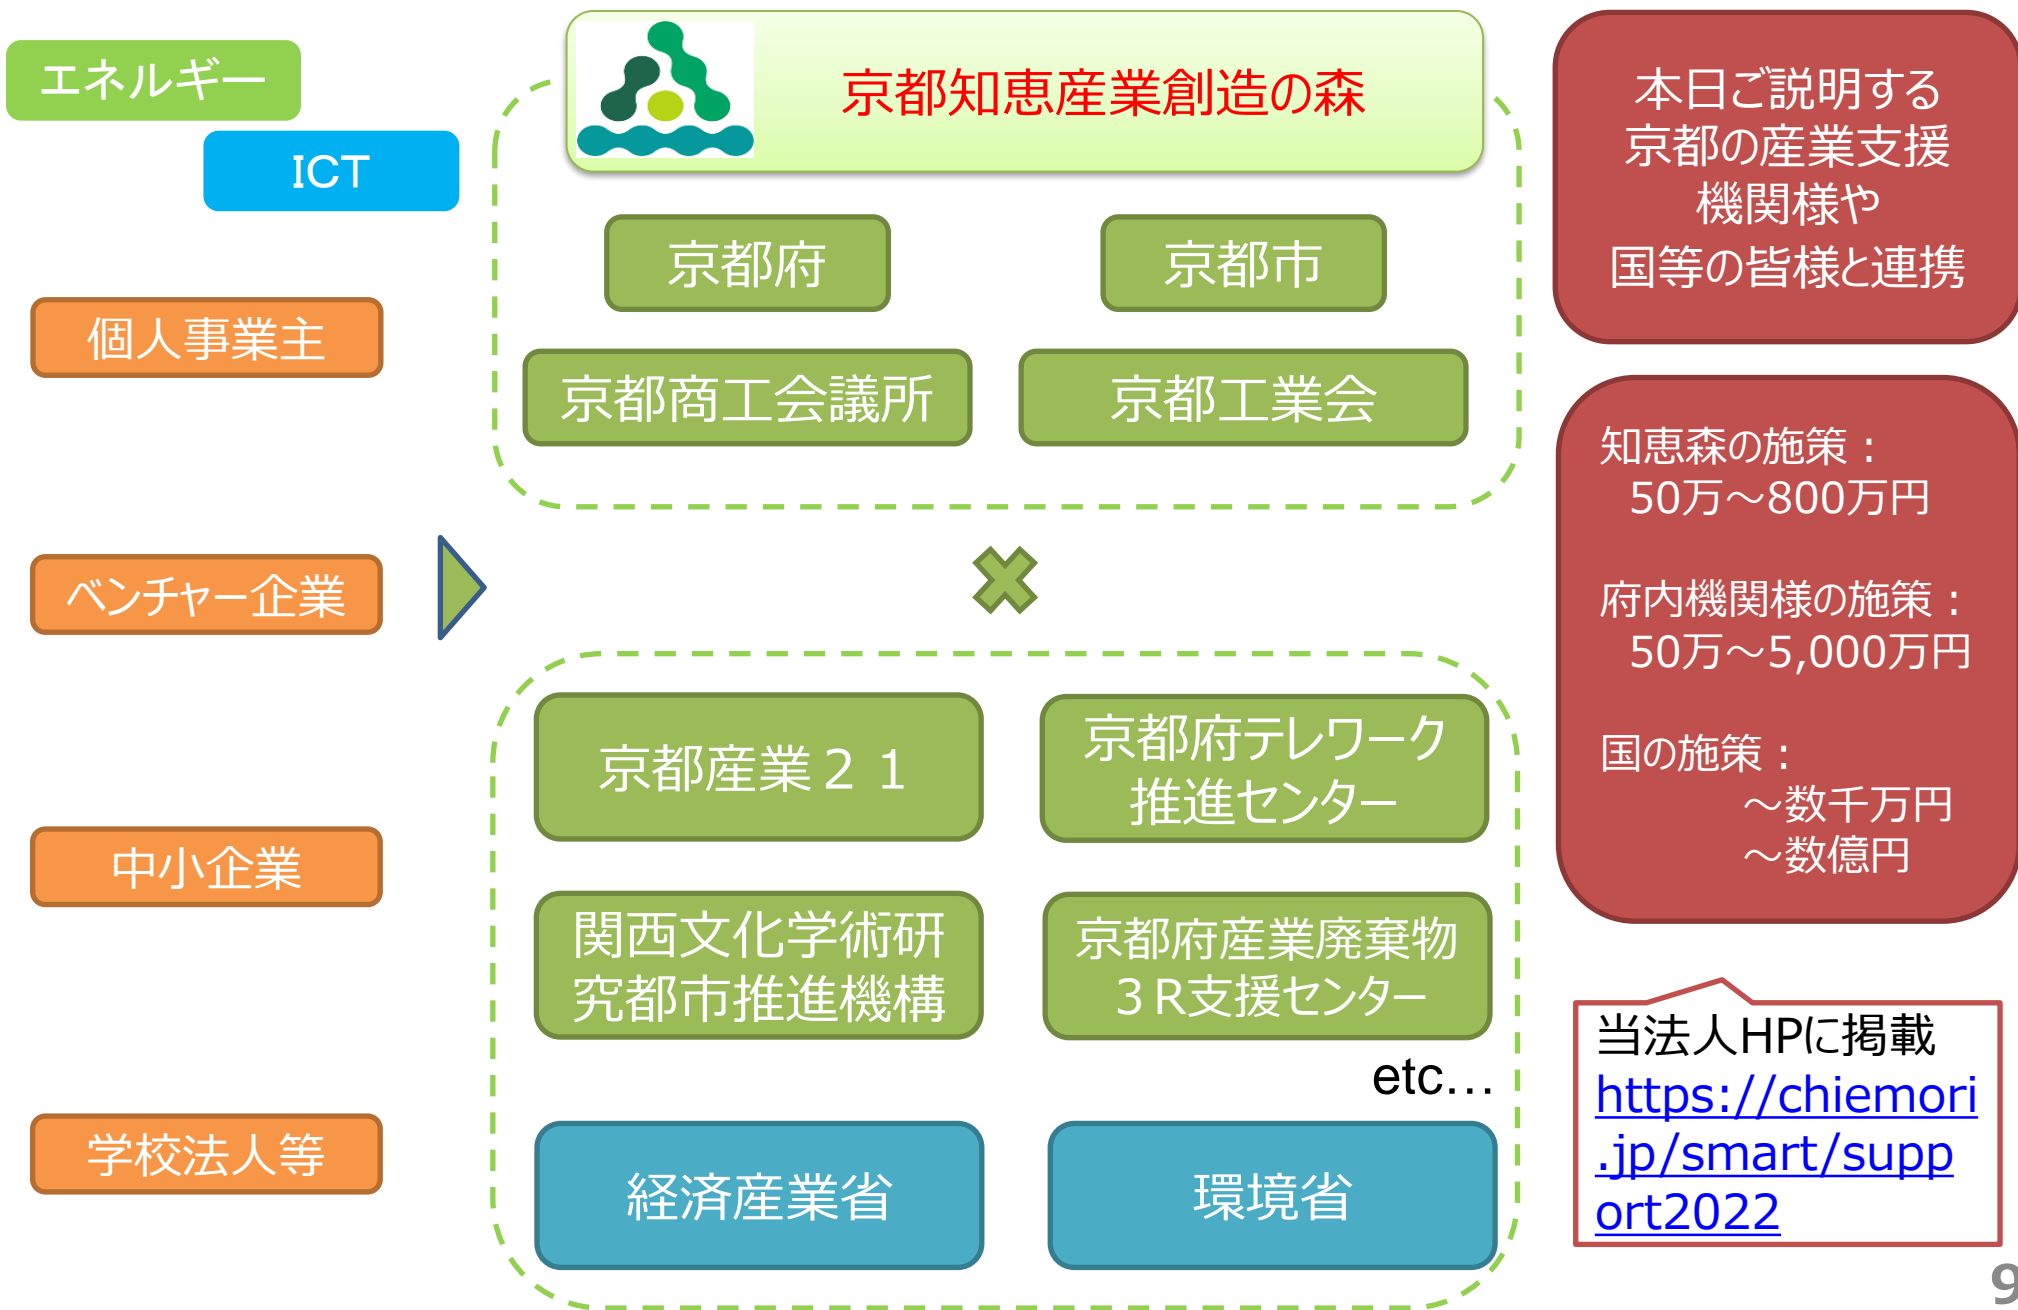 エネルギー
ICT
個人事業主
ベンチャー企業
中小企業
学校法人等
京都知恵産業創造の森
京都府
京都市
京都商工会議所
京都工業会
京都産業２１
京都府テレワーク
推進センター
関西文化学術研
究都市推進機構
京都府産業廃棄物
３R支援センター
etc…
経済産業省
環境省
本日ご説明する
京都の産業支援
機関様や
国等の皆様と連携
知恵森の施策：
50万～800万円
府内機関様の施策：
50万～5,000万円
国の施策：
～数千万円
～数億円
当法人HPに掲載
https://chiemori
.jp/smart/supp
ort2022
9